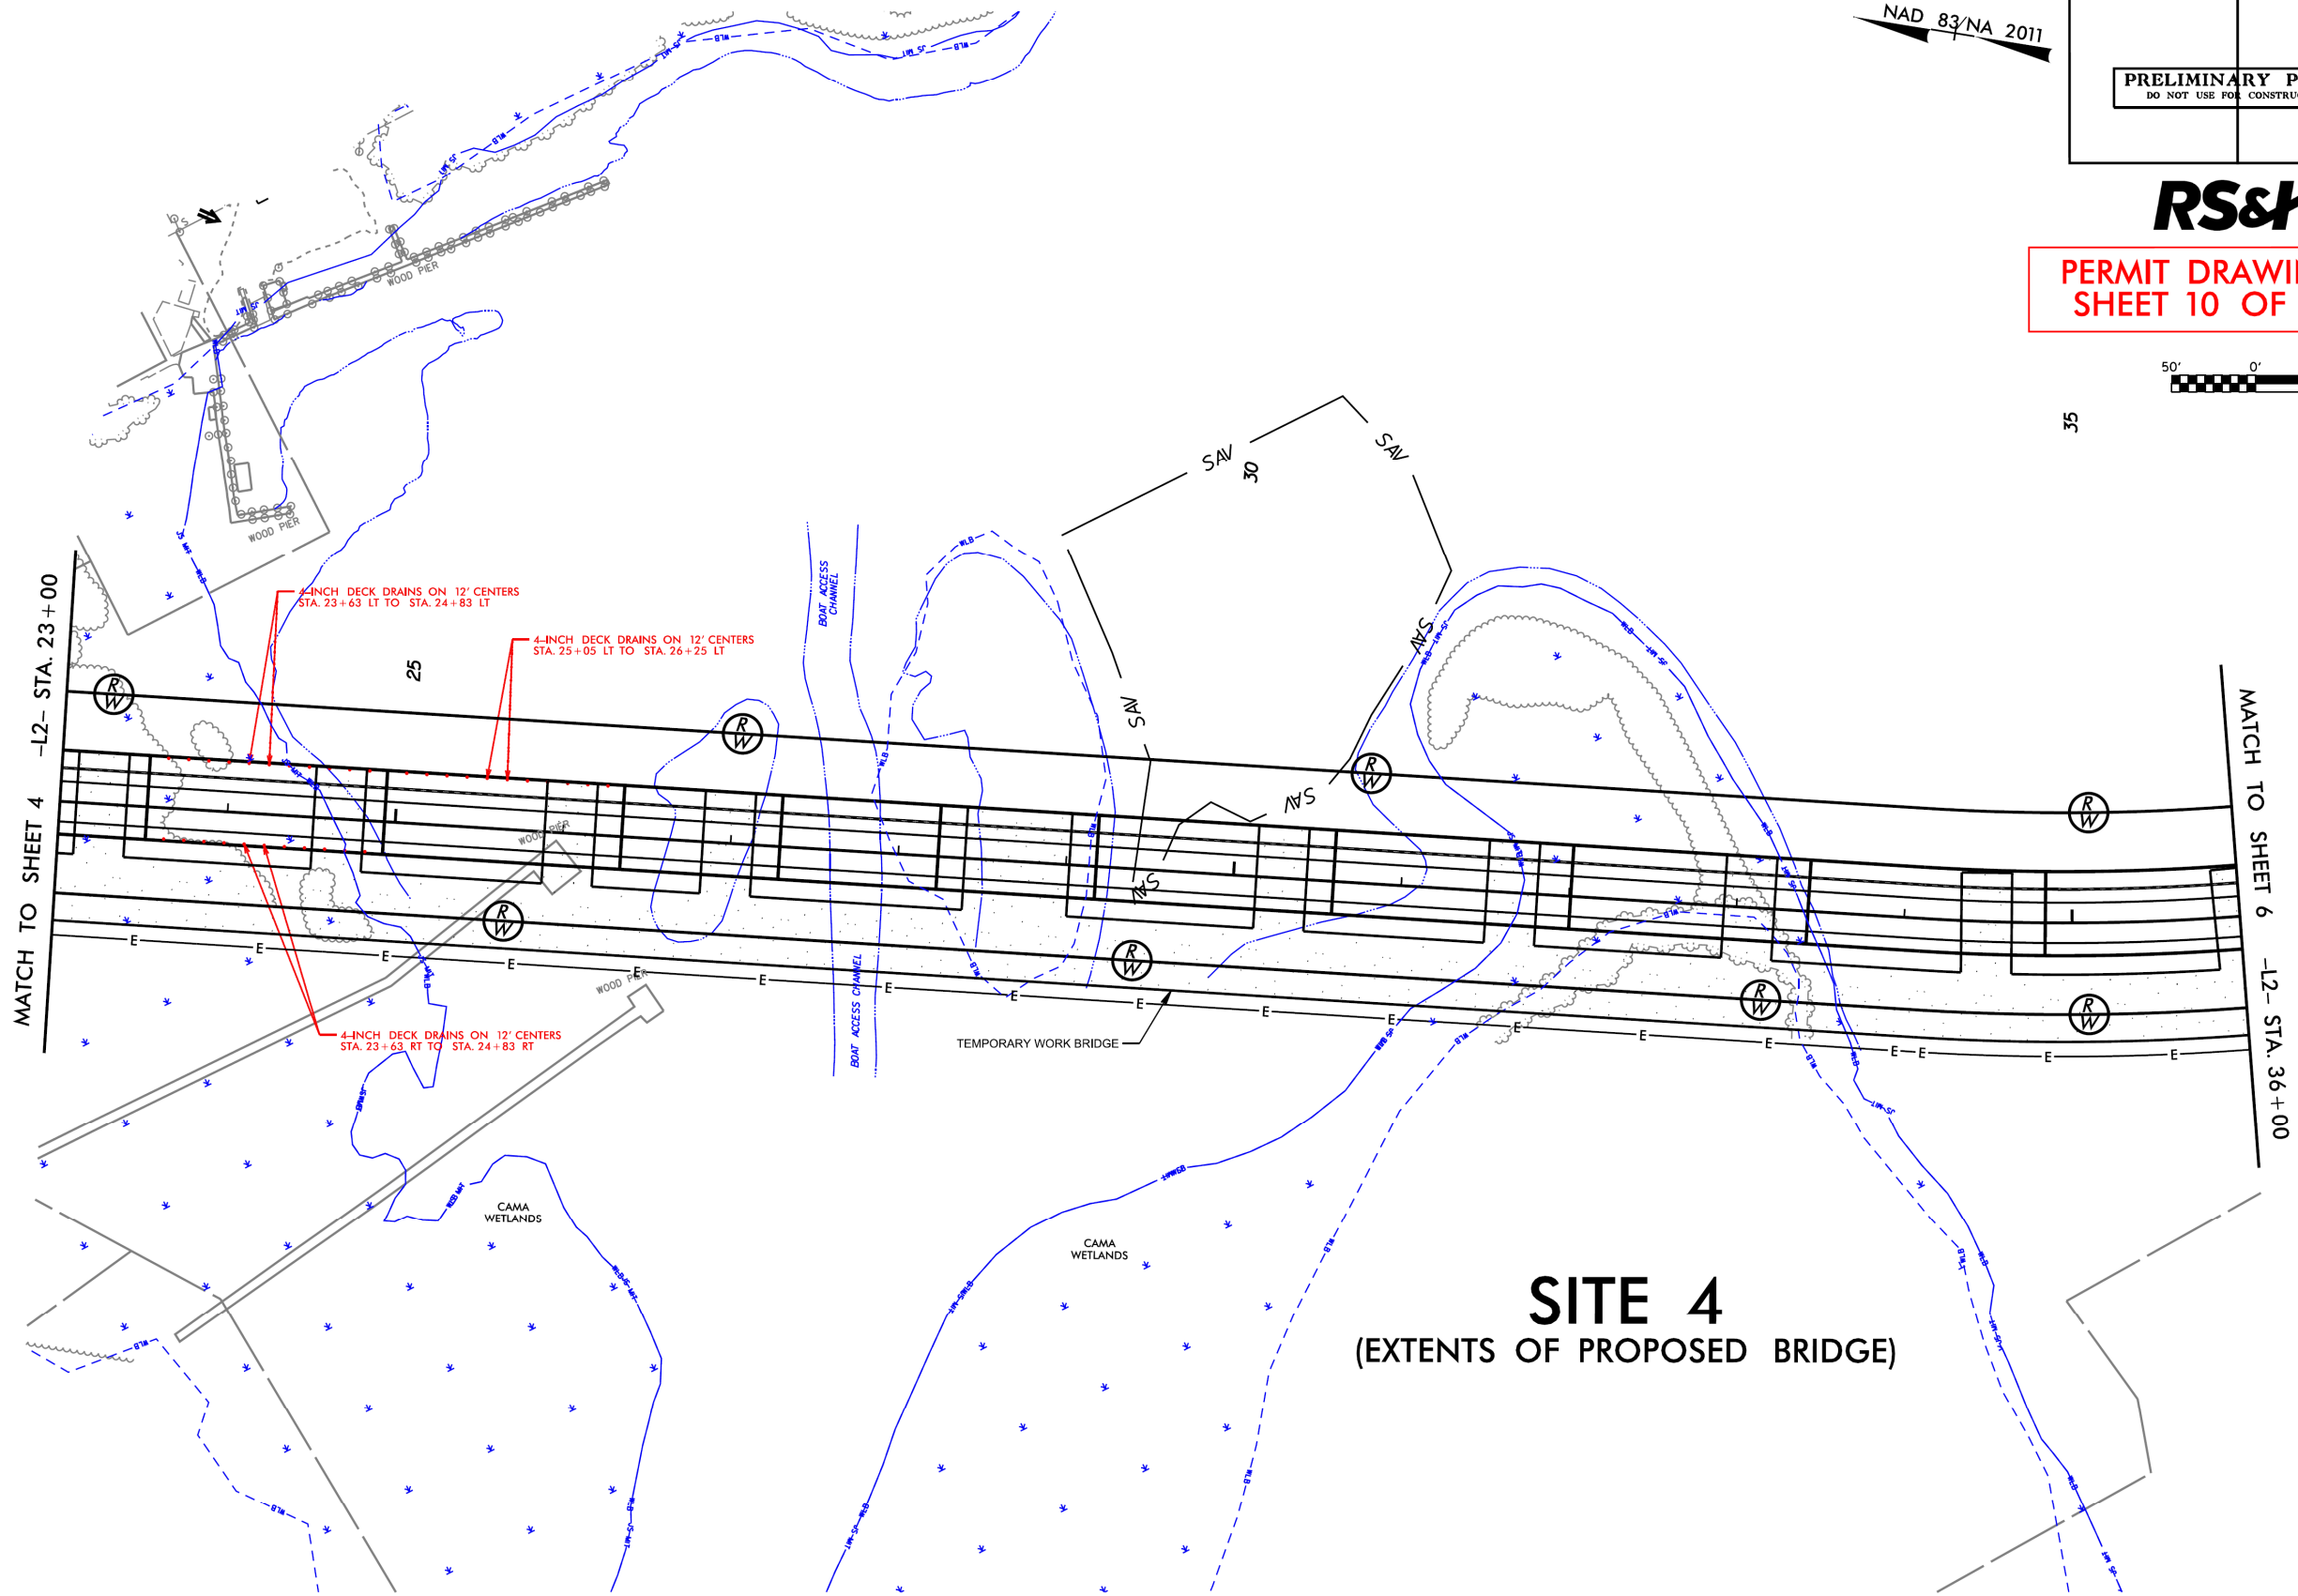 NAD 83/NA 2011
PRELIMINARY P
DO NOT USE FOR CONSTRU
RS&H
PERMIT DRAWI
SHEET 10 OF
50' 0'
35
WOOD PIER
WOOD PIER
SAV
SAV
30
SAV
SAV
SAV
SAV
BOAT ACCESS
CHANNEL
BOAT ACCESS CHANNEL
MATCH TO SHEET 4 -L2- STA. 23+00
4-INCH DECK DRAINS ON 12' CENTERS
STA. 23+63 LT TO STA. 24+83 LT
4-INCH DECK DRAINS ON 12' CENTERS
STA. 25+05 LT TO STA. 26+25 LT
25
R/W
R/W
R/W
R/W
WOOD PIER
R/W
R/W
R/W
R/W
WOOD PIER
E E E E E E E E E E E E E E E E E E
4-INCH DECK DRAINS ON 12' CENTERS
STA. 23+63 RT TO STA. 24+83 RT
TEMPORARY WORK BRIDGE
MATCH TO SHEET 6 -L2- STA. 36+00
CAMA
WETLANDS
CAMA
WETLANDS
WLB
JS MIT
SITE 4
(EXTENTS OF PROPOSED BRIDGE)